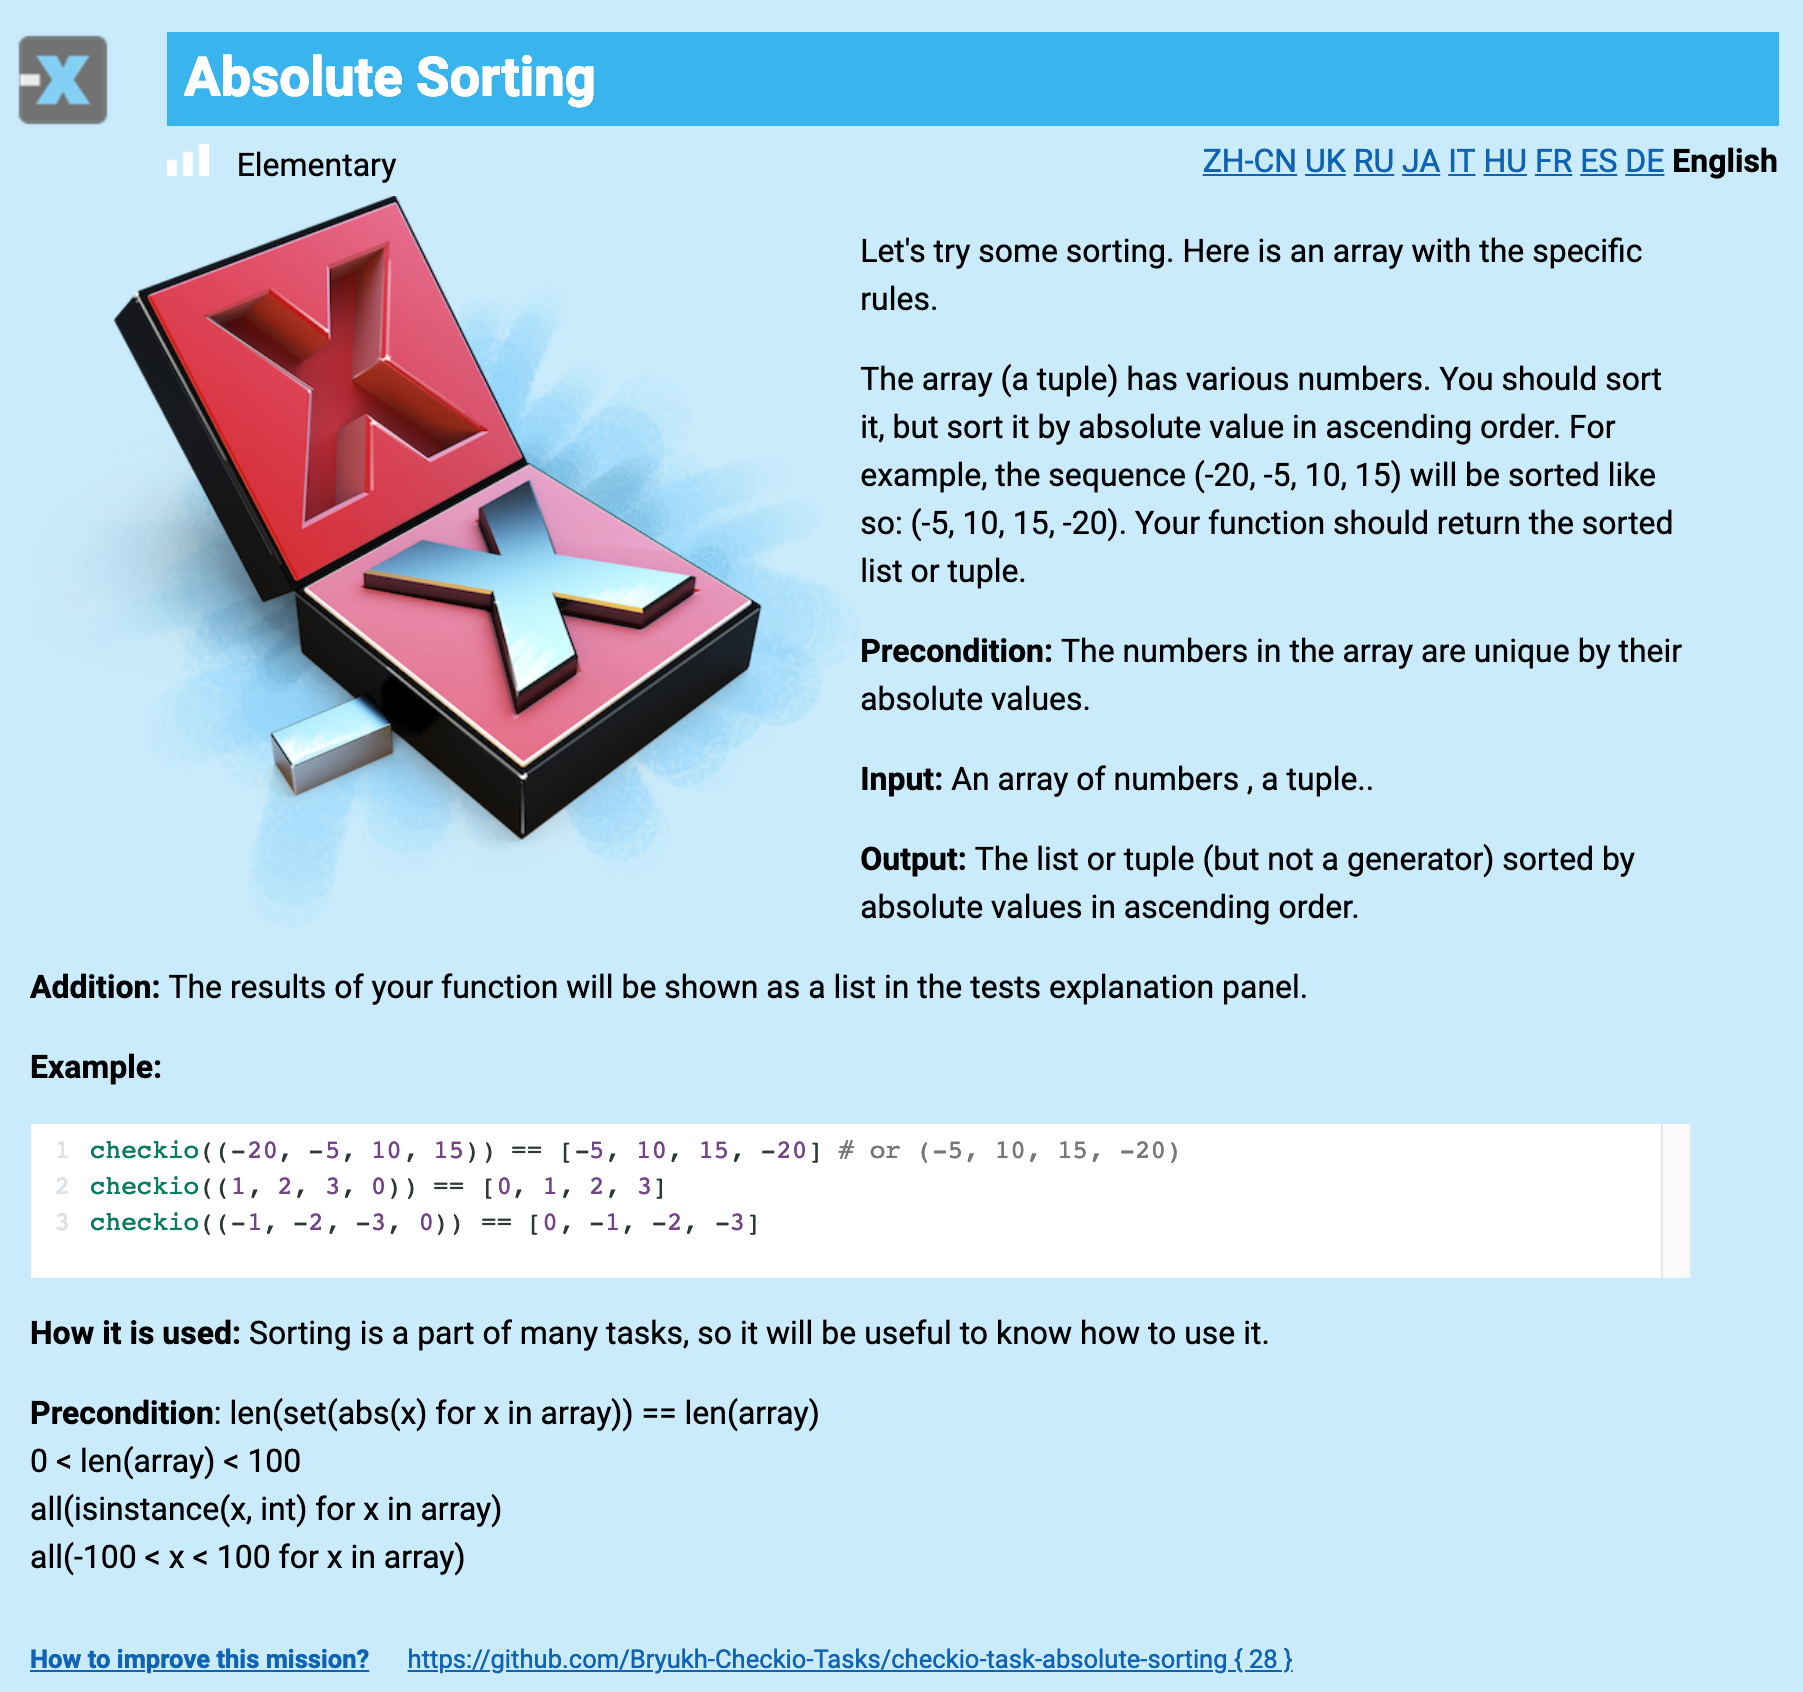 -X
Absolute Sorting
Elementary
ZH-CN UK RU JA IT HU FR ES DE English
Let's try some sorting. Here is an array with the specific
rules.
The array (a tuple) has various numbers. You should sort
it, but sort it by absolute value in ascending order. For
example, the sequence (-20, -5, 10, 15) will be sorted like
so: (-5, 10, 15, -20). Your function should return the sorted
list or tuple.
Precondition: The numbers in the array are unique by their
absolute values.
Input: An array of numbers , a tuple..
Output: The list or tuple (but not a generator) sorted by
absolute values in ascending order.
Addition: The results of your function will be shown as a list in the tests explanation panel.
Example:
1 checkio((-20, -5, 10, 15)) == [-5, 10, 15, -20] # or (-5, 10, 15, -20)
2 checkio((1, 2, 3, 0)) == [0, 1, 2, 3]
3 checkio((-1, -2, -3, 0)) == [0, -1, -2, -3]
How it is used: Sorting is a part of many tasks, so it will be useful to know how to use it.
Precondition: len(set(abs(x) for x in array)) == len(array)
0 < len(array) < 100
all(isinstance(x, int) for x in array)
all(-100 < x < 100 for x in array)
How to improve this mission? https://github.com/Bryukh-Checkio-Tasks/checkio-task-absolute-sorting { 28 }